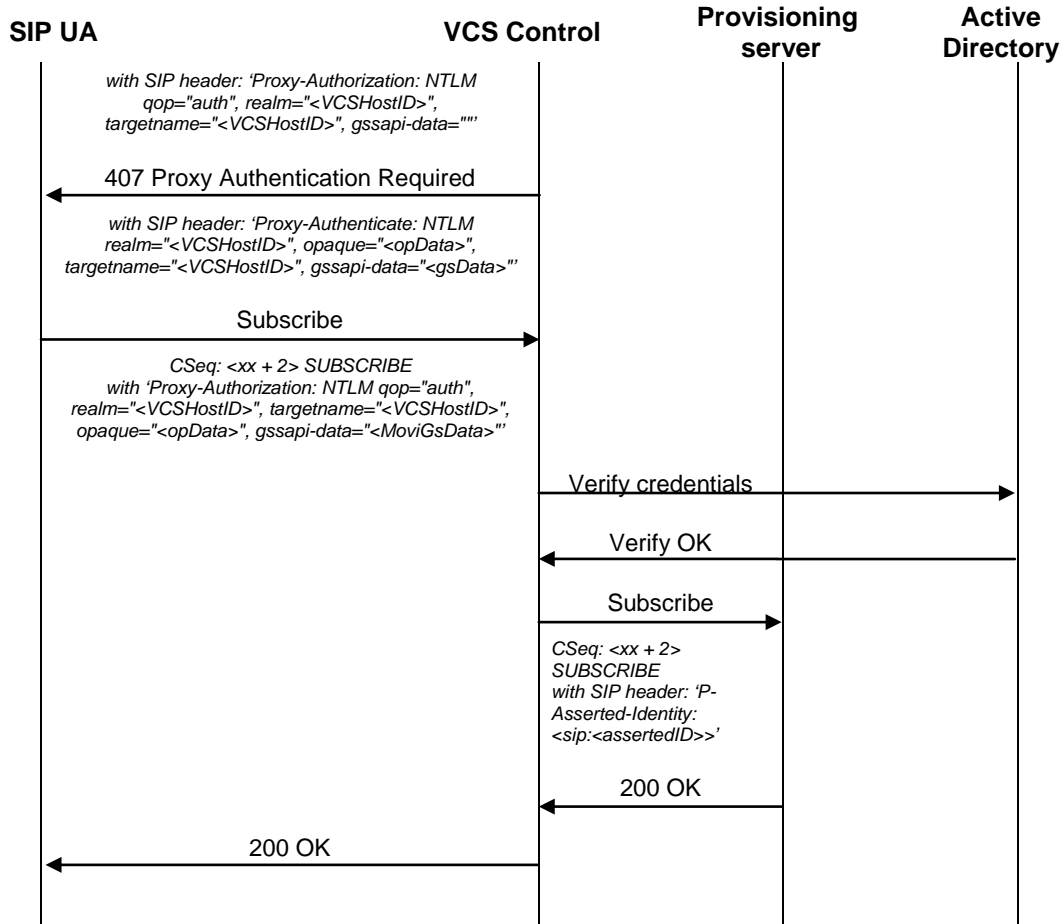 SIP UA
VCS Control
Provisioning
server
Active
Directory
with SIP header: ‘Proxy-Authorization: NTLM
qop="auth", realm="<VCSHostID>",
targetname="<VCSHostID>", gssapi-data=""’
407 Proxy Authentication Required
with SIP header: ‘Proxy-Authenticate: NTLM
realm="<VCSHostID>", opaque="<opData>",
targetname="<VCSHostID>", gssapi-data="<gsData>"’
Subscribe
CSeq: <xx + 2> SUBSCRIBE
with ‘Proxy-Authorization: NTLM qop="auth",
realm="<VCSHostID>", targetname="<VCSHostID>",
opaque="<opData>", gssapi-data="<MoviGsData>"’
Verify credentials
Verify OK
Subscribe
CSeq: <xx + 2>
SUBSCRIBE
with SIP header: ‘P-
Asserted-Identity:
<sip:<assertedID>>’
200 OK
200 OK